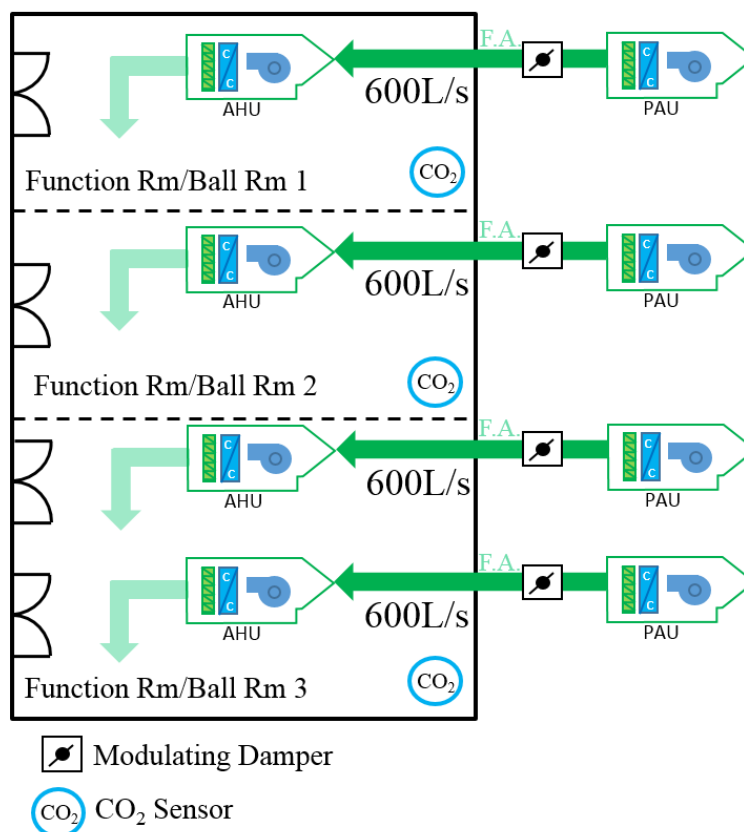 F.A.
600L/s
AHU
PAU
C
C
C
C
CO₂
Function Rm/Ball Rm 1
F.A.
600L/s
AHU
PAU
C
C
C
C
CO₂
Function Rm/Ball Rm 2
F.A.
600L/s
AHU
PAU
C
C
C
C
F.A.
600L/s
AHU
PAU
C
C
C
C
CO₂
Function Rm/Ball Rm 3
Modulating Damper
CO₂ CO₂ Sensor